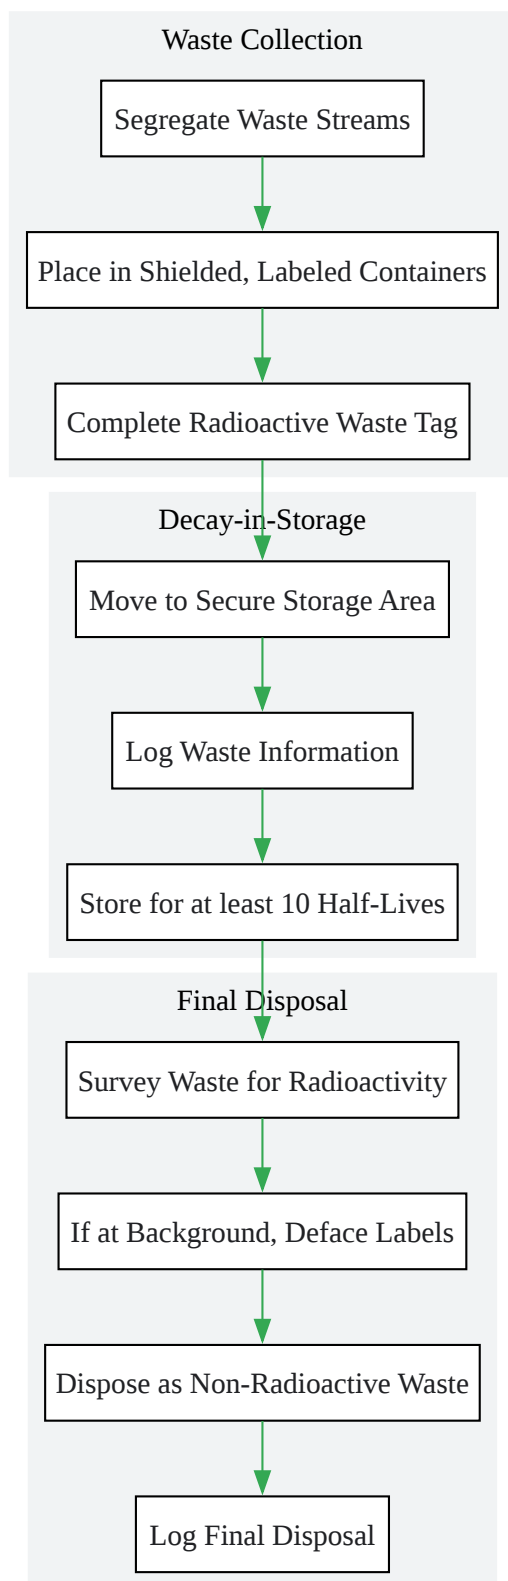 Waste Collection
Segregate Waste Streams
Place in Shielded, Labeled Containers
Complete Radioactive Waste Tag
Decay-in-Storage
Move to Secure Storage Area
Log Waste Information
Store for at least 10 Half-Lives
Final Disposal
Survey Waste for Radioactivity
If at Background, Deface Labels
Dispose as Non-Radioactive Waste
Log Final Disposal